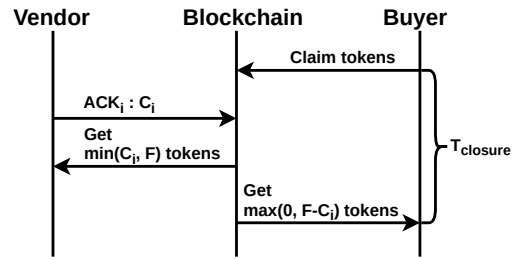 Vendor Blockchain Buyer
Claim tokens
ACKi : Ci
Get
min(Ci, F) tokens
Tclosure
Get
max(0, F-Ci) tokens